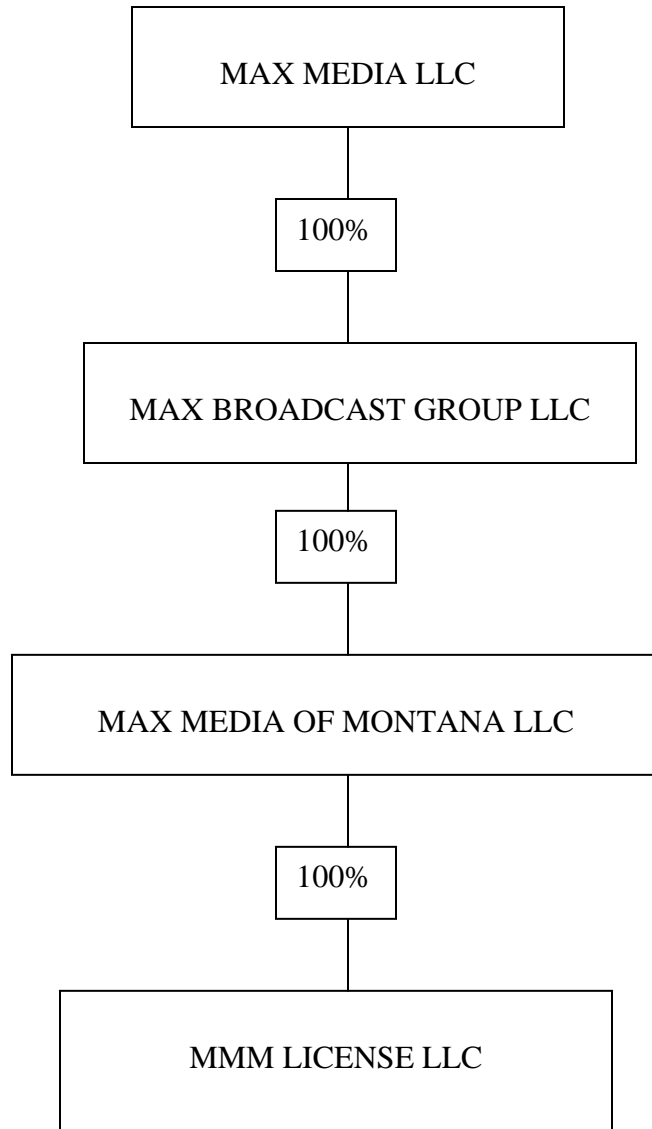 MAX MEDIA LLC
100%
MAX BROADCAST GROUP LLC
100%
MAX MEDIA OF MONTANA LLC
100%
MMM LICENSE LLC